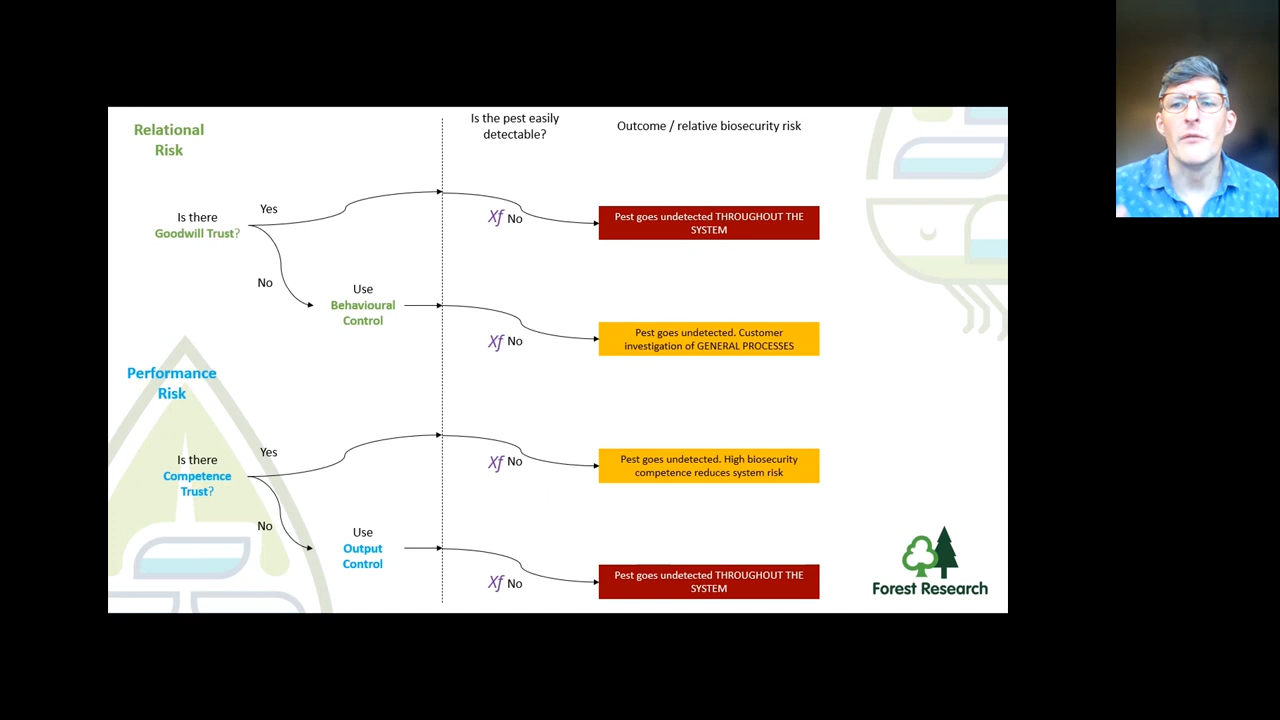 Relational
Risk
Is the pest easily
detectable?
Outcome / relative biosecurity risk
Is there
Goodwill Trust?
Yes
Xf No
Pest goes undetected THROUGHOUT THE
SYSTEM
No
Use
Behavioural
Control
Xf No
Pest goes undetected. Customer
investigation of GENERAL PROCESSES
Performance
Risk
Is there
Competence
Trust?
Yes
Xf No
Pest goes undetected. High biosecurity
competence reduces system risk
No
Use
Output
Control
Xf No
Pest goes undetected THROUGHOUT THE
SYSTEM
Forest Research